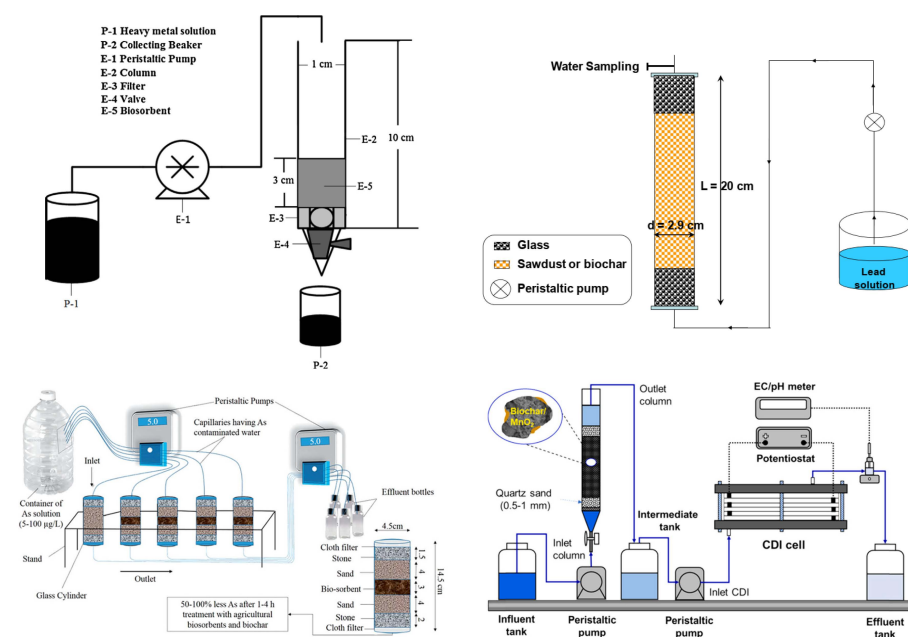 P-1 Heavy metal solution
P-2 Collecting Beaker
E-1 Peristaltic Pump
E-2 Column
E-3 Filter
E-4 Valve
E-5 Biosorbent
1 cm
E-2
10 cm
3 cm
E-5
E-3
E-1
E-4
P-1
P-2
Water Sampling
L = 20 cm
d = 2.9 cm
Glass
Sawdust or biochar
Peristaltic pump
Lead
solution
Peristaltic Pumps
5.0
Capillaries having As
contaminated water
5.0
Inlet
Container of
As solution
(5-100 µg/L)
Effluent bottles
Stand
Outlet
Glass Cylinder
4.5cm
Cloth filter
Stone
Sand
Bio-sorbent
Sand
Stone
Cloth filter
1.5
4
3
4
2
14.5 cm
50-100% less As after 1-4 h
treatment with agricultural
biosorbents and biochar
Outlet
column
EC/pH meter
Biochar/
MnO₂
Potentiostat
Quartz sand
(0.5-1 mm)
Intermediate
tank
Inlet
column
CDI cell
Inlet CDI
Influent
tank
Peristaltic
pump
Peristaltic
pump
Effluent
tank